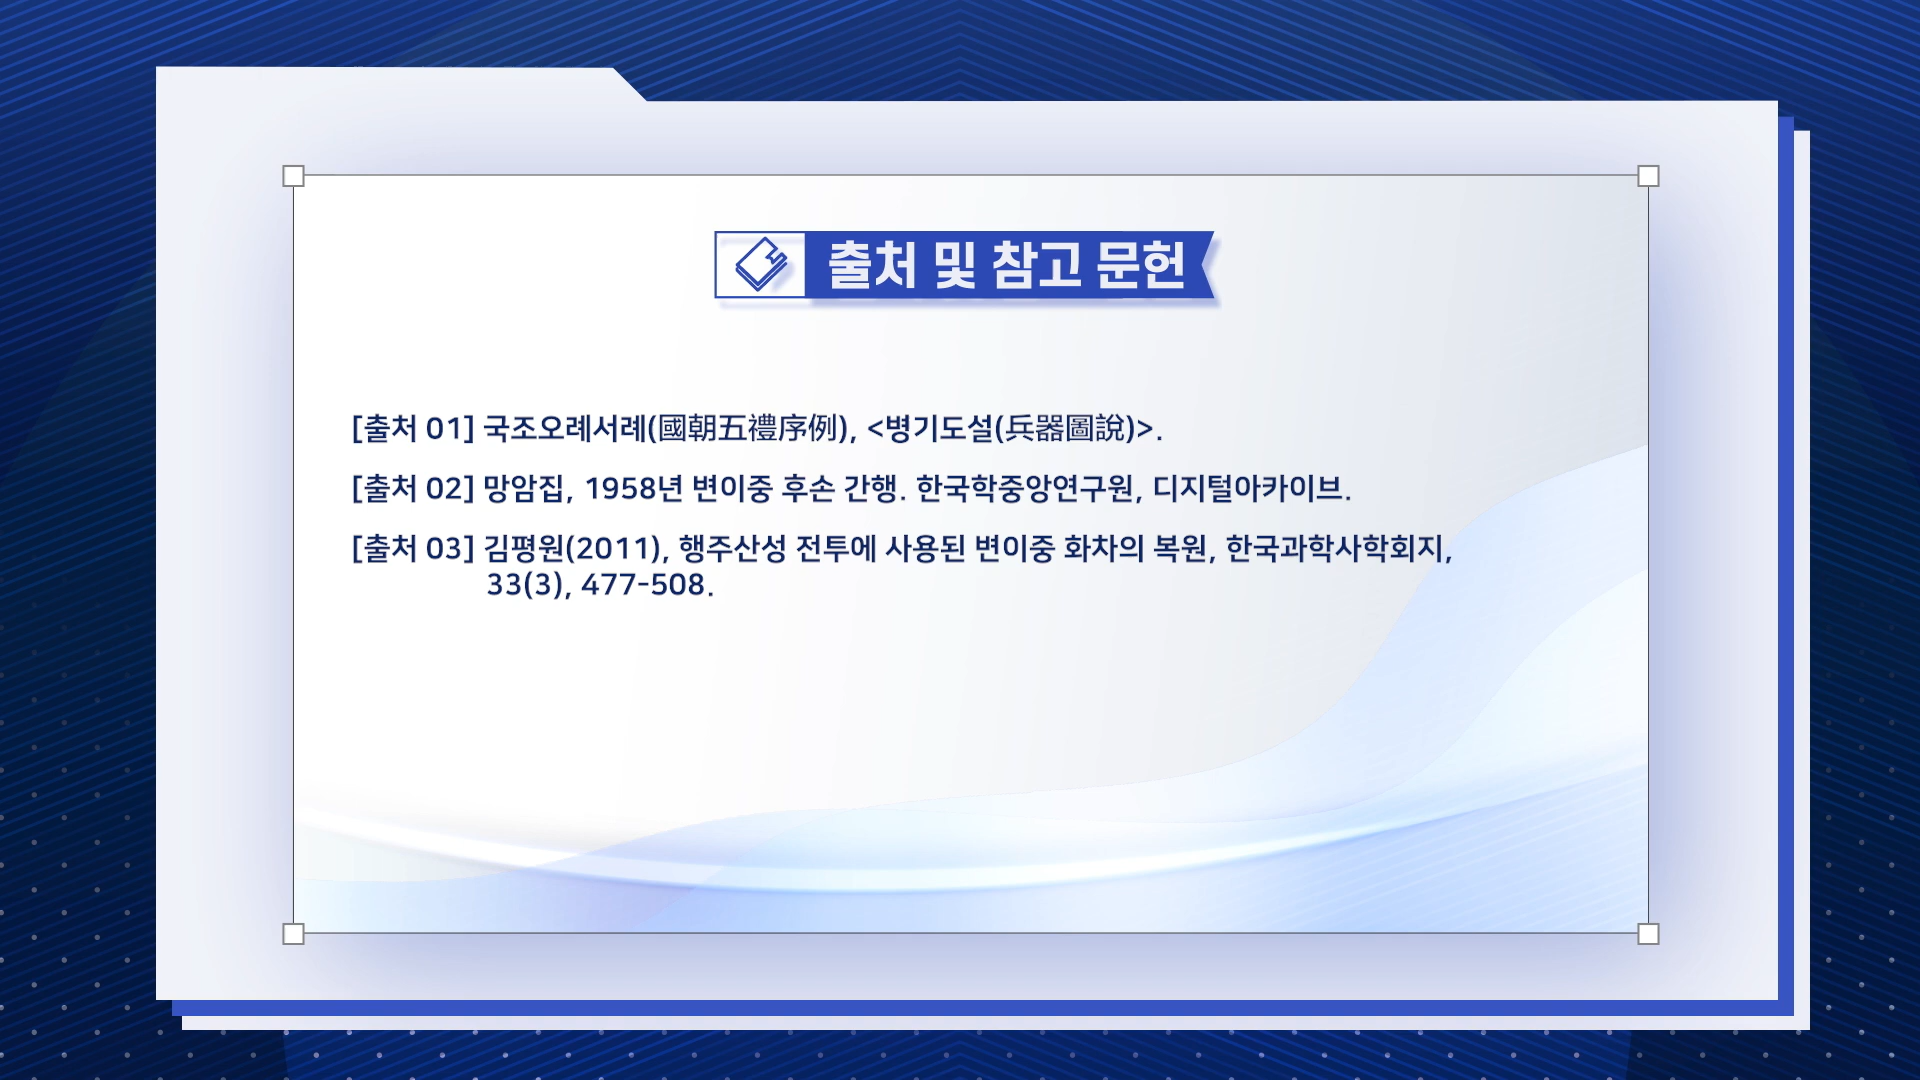 출처 및 참고 문헌
[출처 01] 국조오례서례(國朝五禮序例), <병기도설(兵器圖說)>.
[출처 02] 망암집, 1958년 변이중 후손 간행. 한국학중앙연구원, 디지털아카이브.
[출처 03] 김평원(2011), 행주산성 전투에 사용된 변이중 화차의 복원, 한국과학사학회지,
33(3), 477-508.